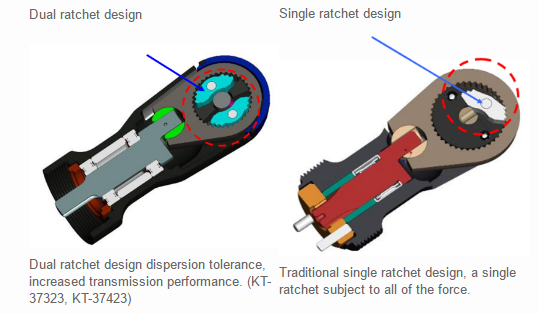 Dual ratchet design
Single ratchet design
Dual ratchet design dispersion tolerance,
increased transmission performance. (KT-
37323, KT-37423)
Traditional single ratchet design, a single
ratchet subject to all of the force.